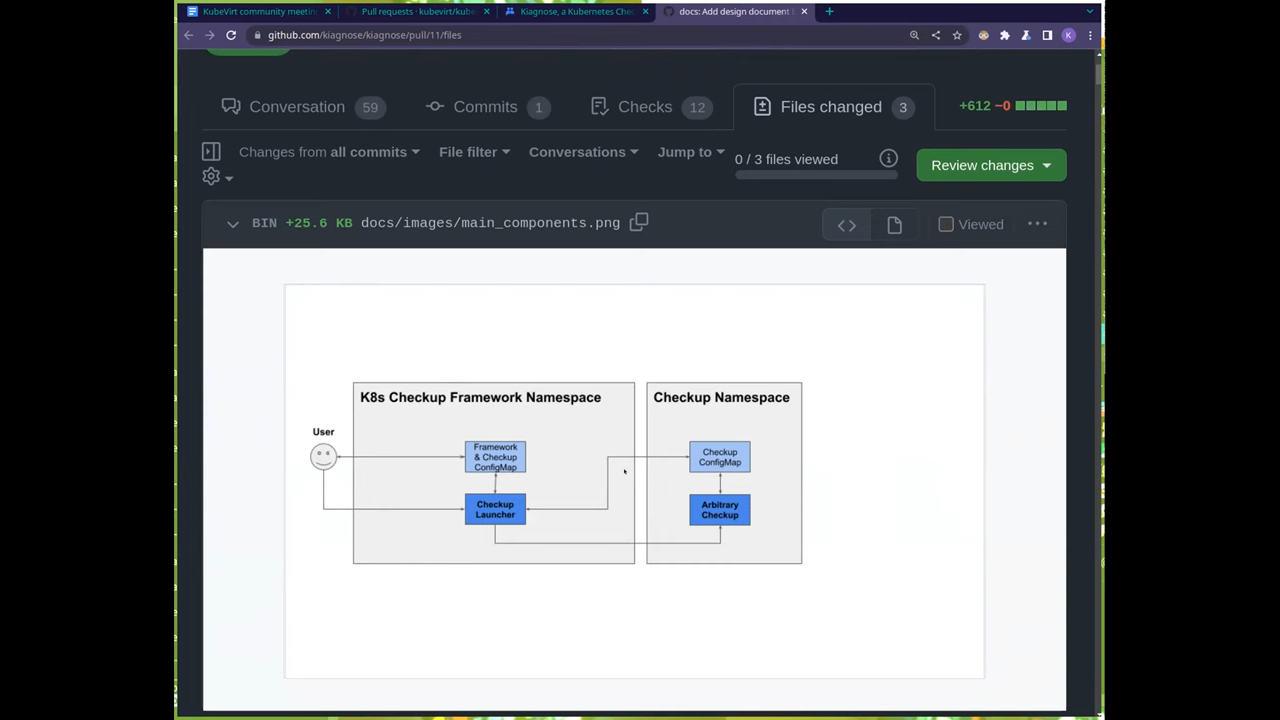 KubeVirt community meetin
Pull requests · kubevirt/kube
Kiagnose, a Kubernetes Chec
docs: Add design document
github.com/kiagnose/kiagnose/pull/11/files
K
Conversation 59
Commits 1
Checks 12
Files changed 3
+612 −0
Changes from all commits
File filter
Conversations
Jump to
0 / 3 files viewed
Review changes
BIN +25.6 KB docs/images/main_components.png
Viewed
K8s Checkup Framework Namespace
Checkup Namespace
User
Framework
& Checkup
ConfigMap
Checkup
ConfigMap
Checkup
Launcher
Arbitrary
Checkup